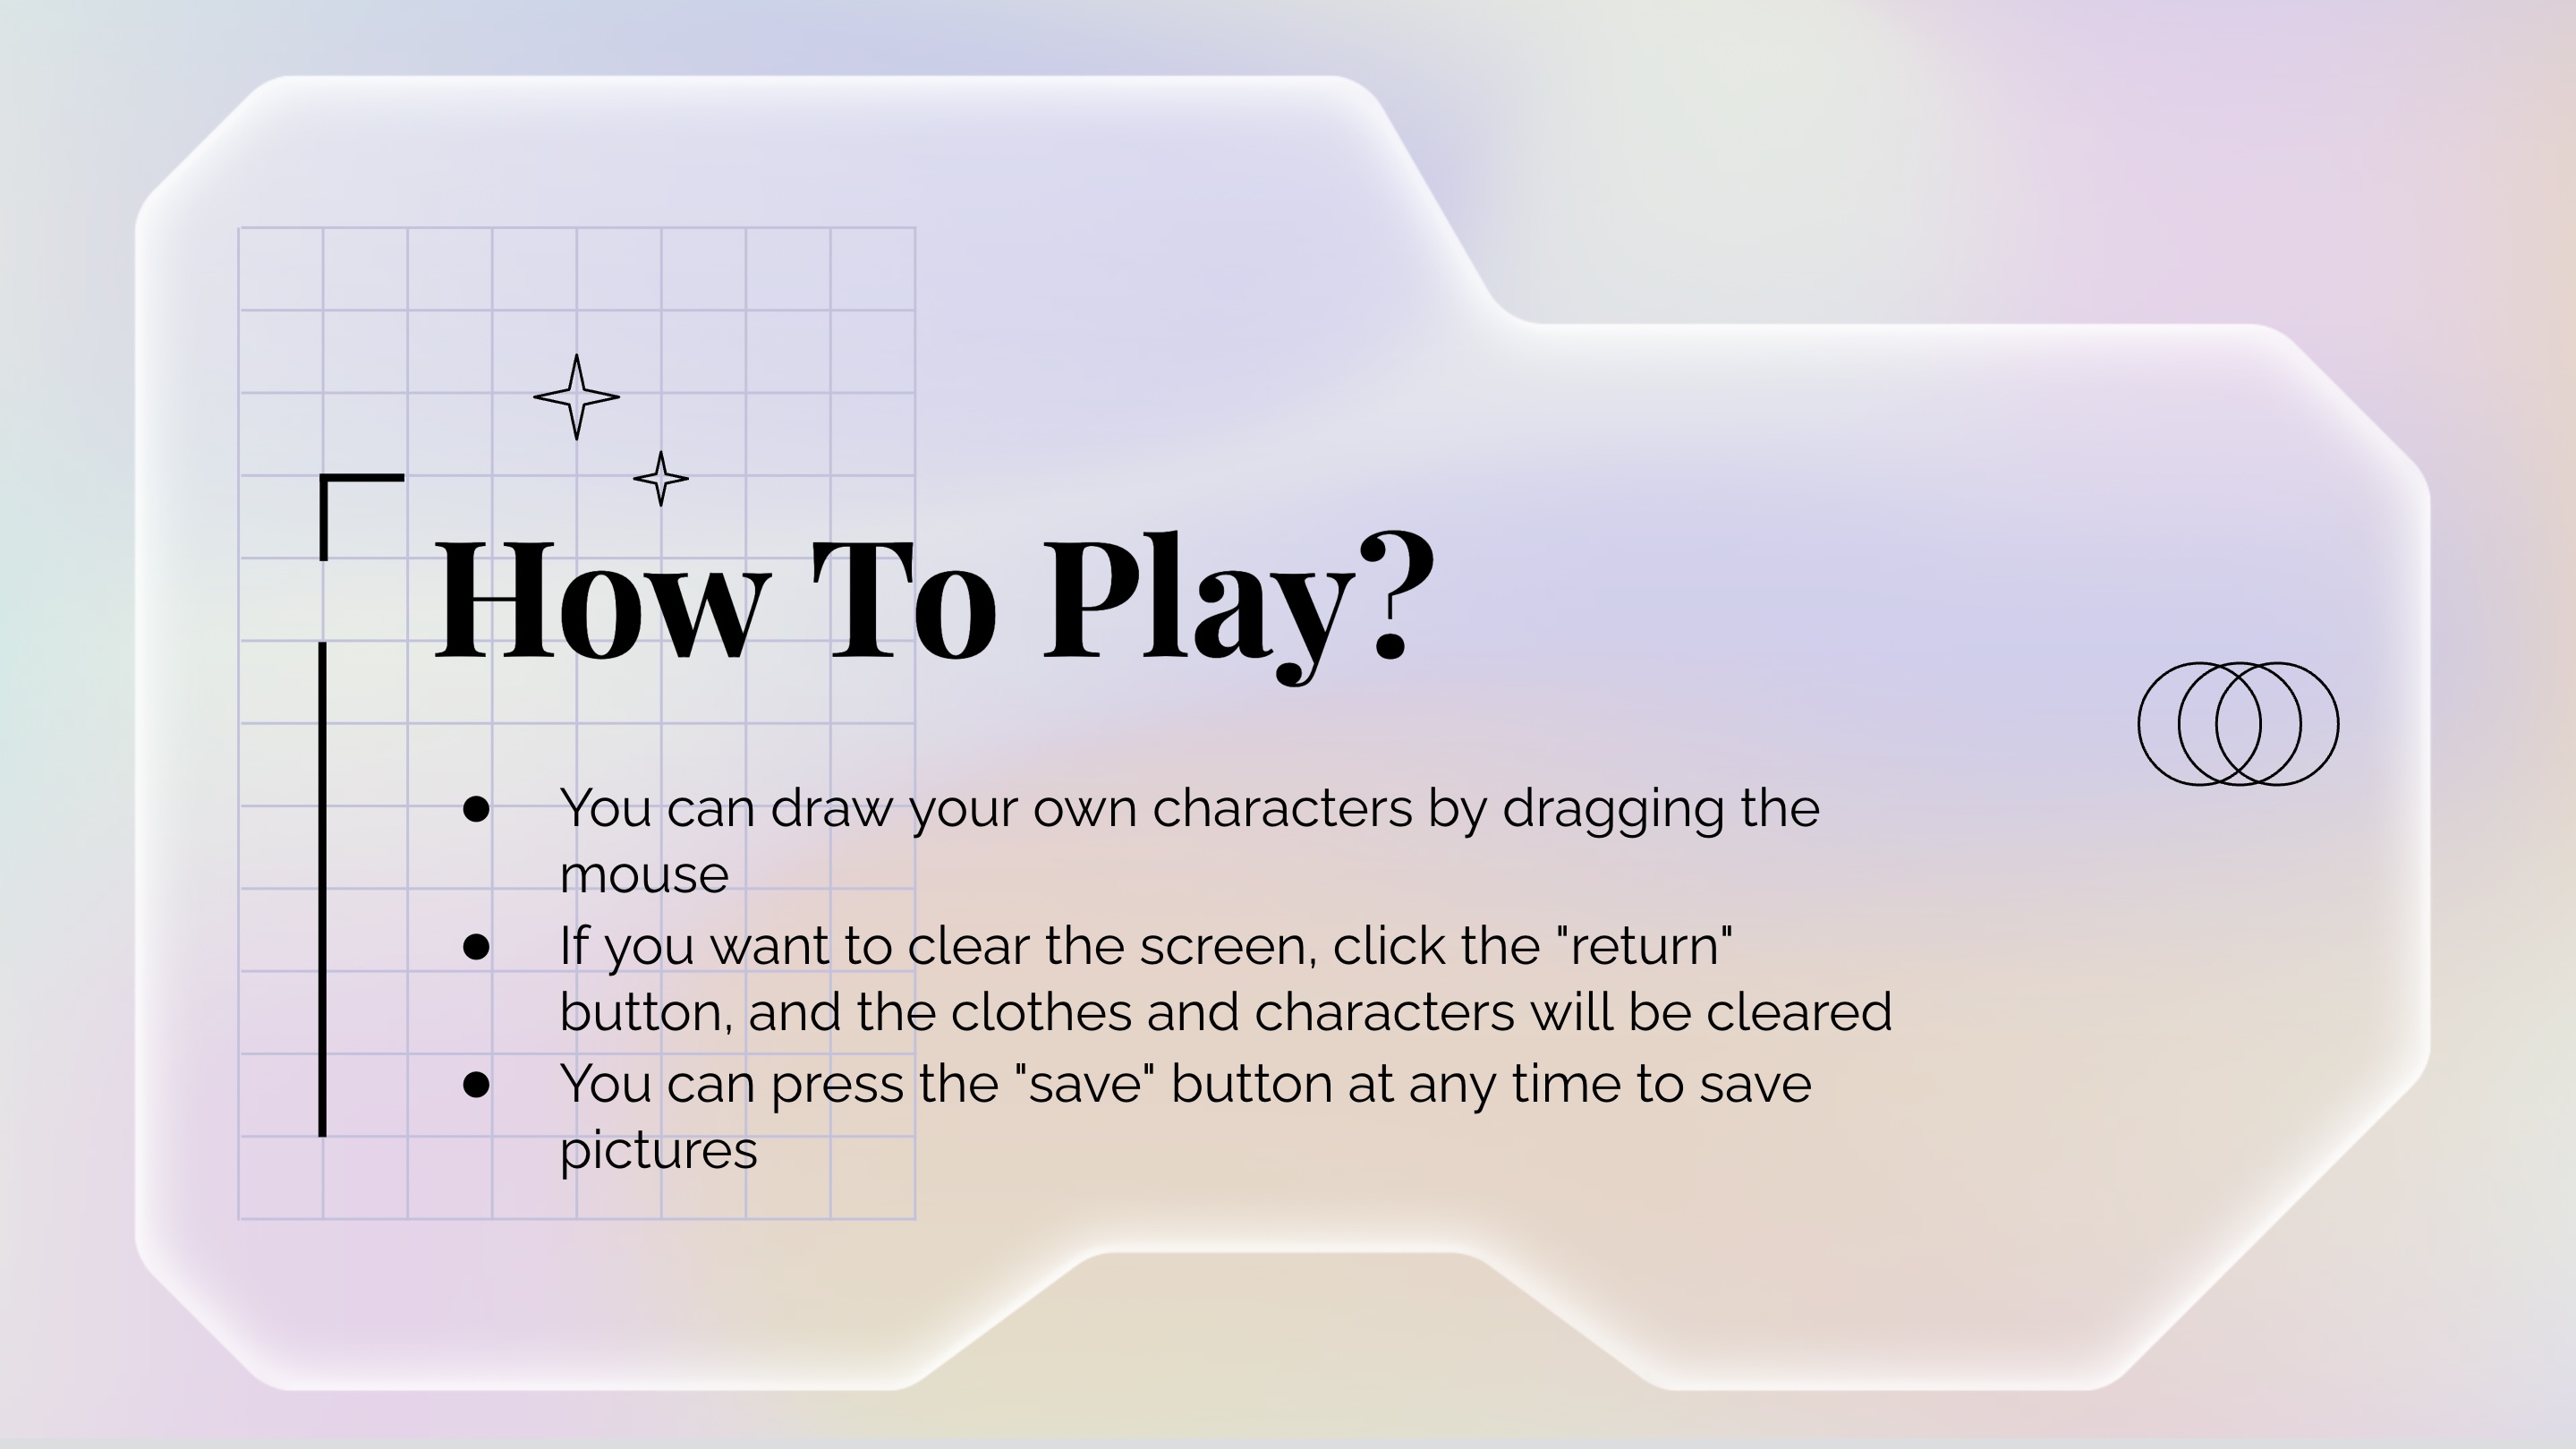 How To Play?
● You can draw your own characters by dragging the
mouse
● If you want to clear the screen, click the "return"
button, and the clothes and characters will be cleared
● You can press the "save" button at any time to save
pictures